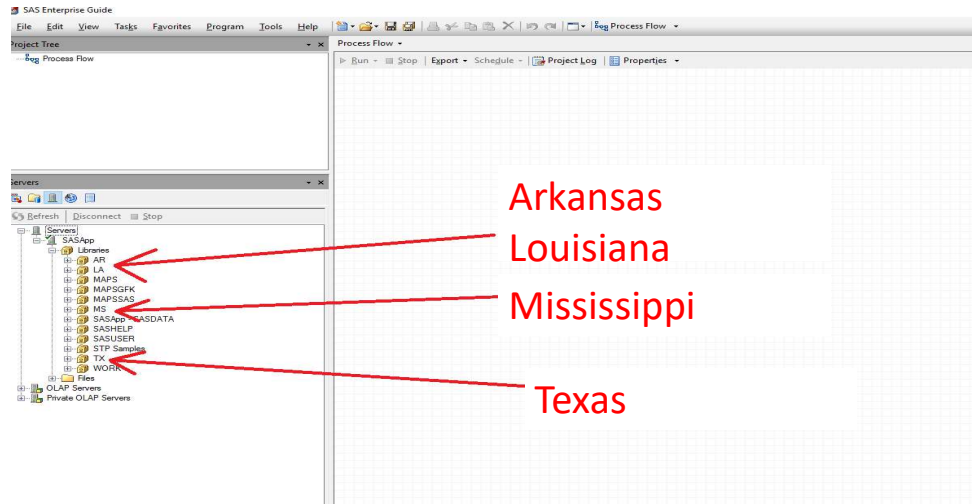 SAS Enterprise Guide
File Edit View Tasks Favorites Program Tools Help Process Flow
Project Tree
Process Flow
Process Flow
Run Stop Export Schedule Project Log Properties
Servers
Refresh Disconnect Stop
Servers
SASApp
Libraries
AR
LA
MAPS
MAPSGFK
MAPSSAS
MS
SASApp - SASDATA
SASHELP
SASUSER
STP Samples
TX
WORK
Files
OLAP Servers
Private OLAP Servers
Arkansas
Louisiana
Mississippi
Texas